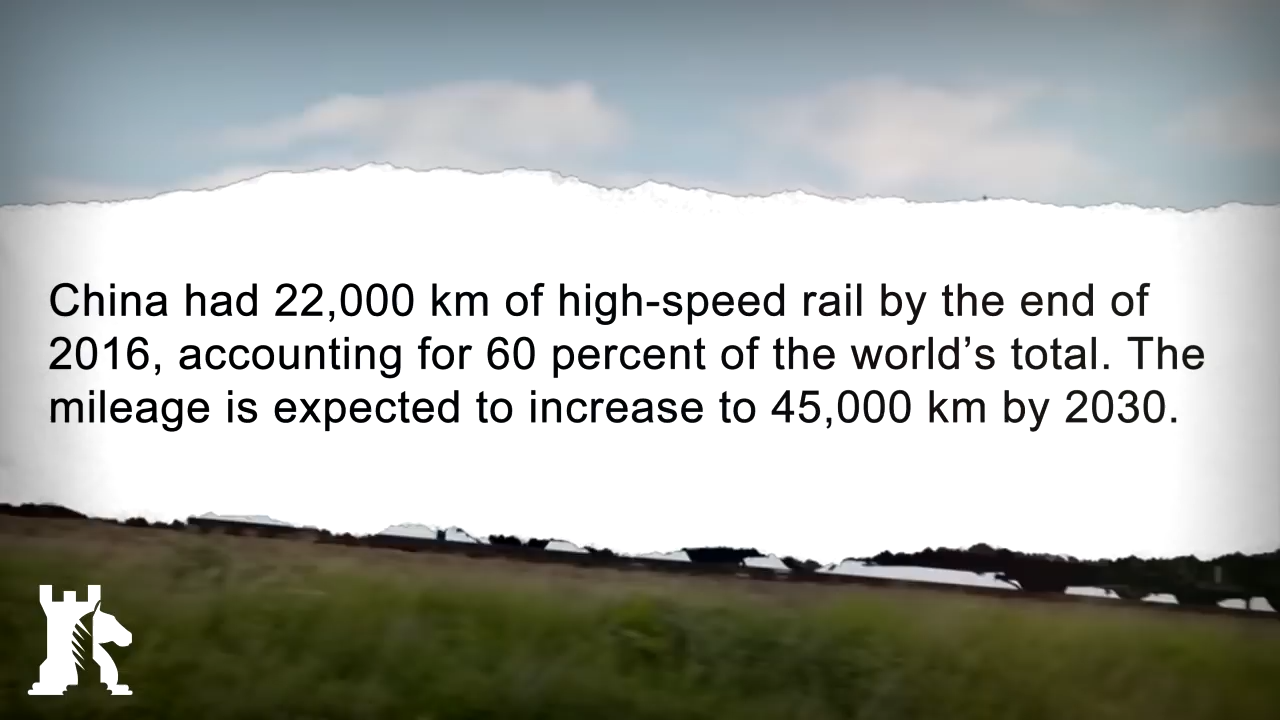 China had 22,000 km of high-speed rail by the end of
2016, accounting for 60 percent of the world’s total. The
mileage is expected to increase to 45,000 km by 2030.